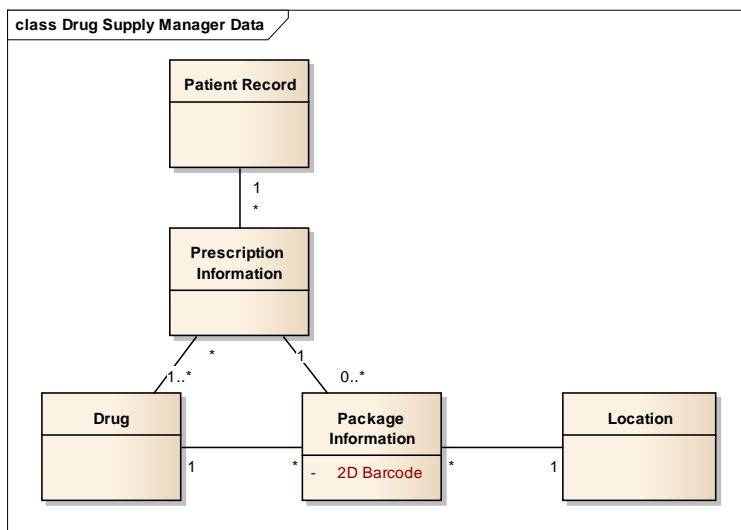 class Drug Supply Manager Data
Patient Record
1
*
Prescription
Information
*
1
1..*
0..*
Drug
Package
Information
- 2D Barcode
Location
1
*
*
1